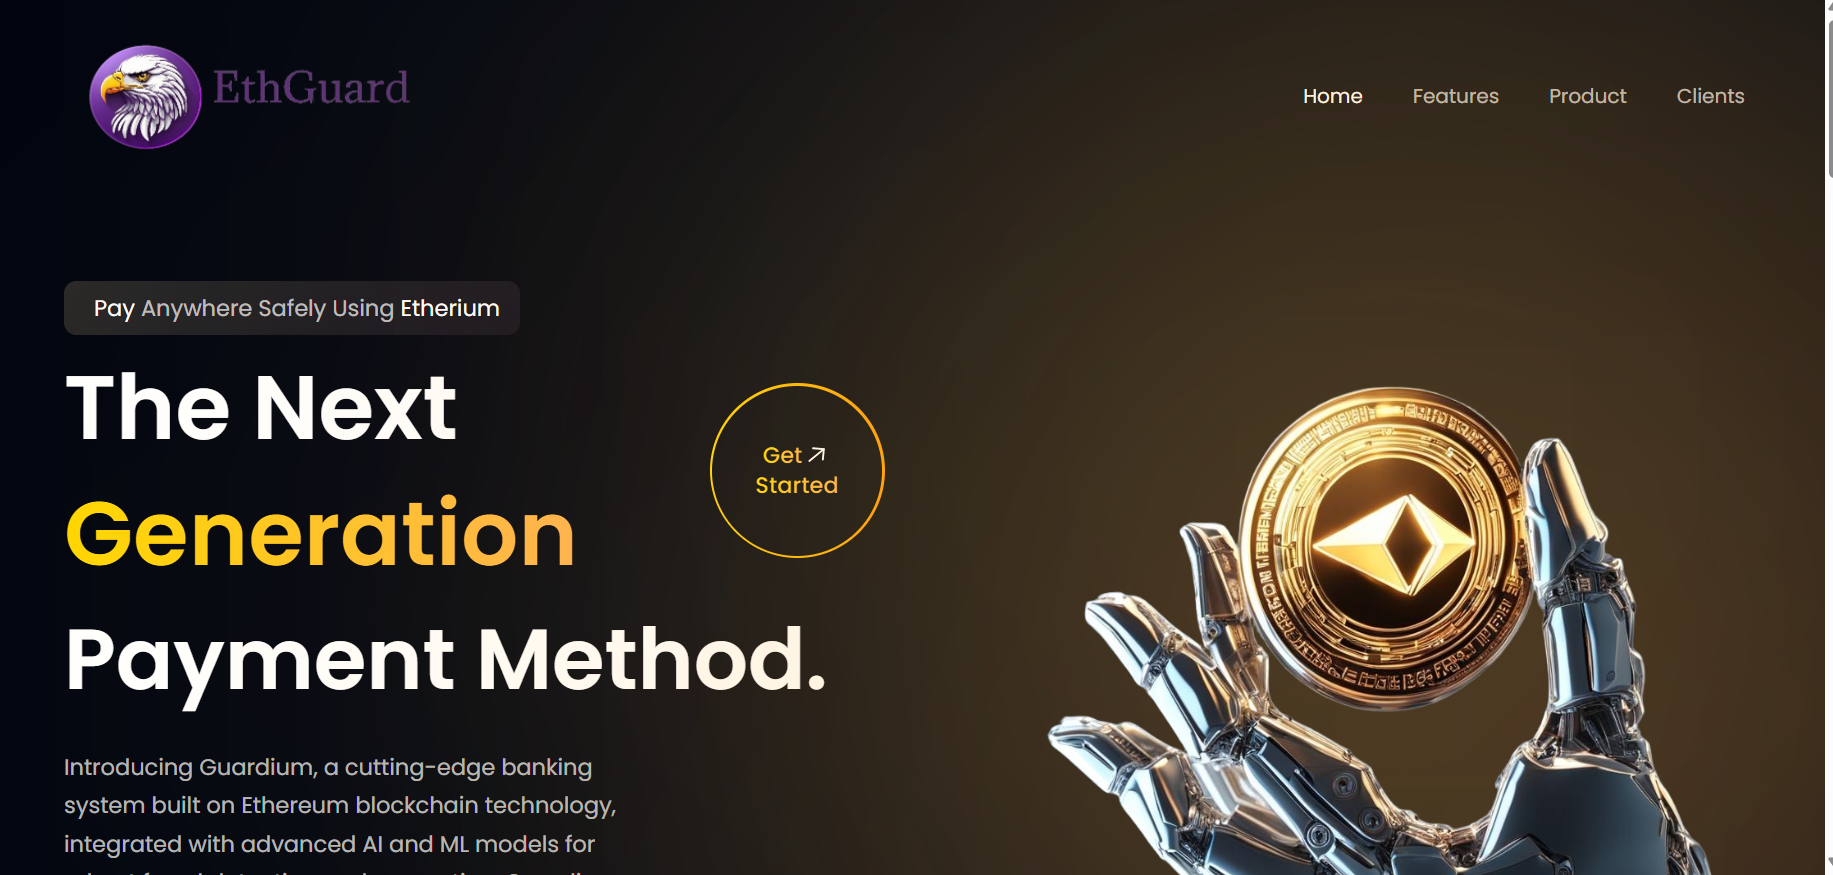 EthGuard
Home Features Product Clients
Pay Anywhere Safely Using Etherium
The Next
Generation
Payment Method.
Get
Started
Introducing Guardium, a cutting-edge banking
system built on Ethereum blockchain technology,
integrated with advanced AI and ML models for